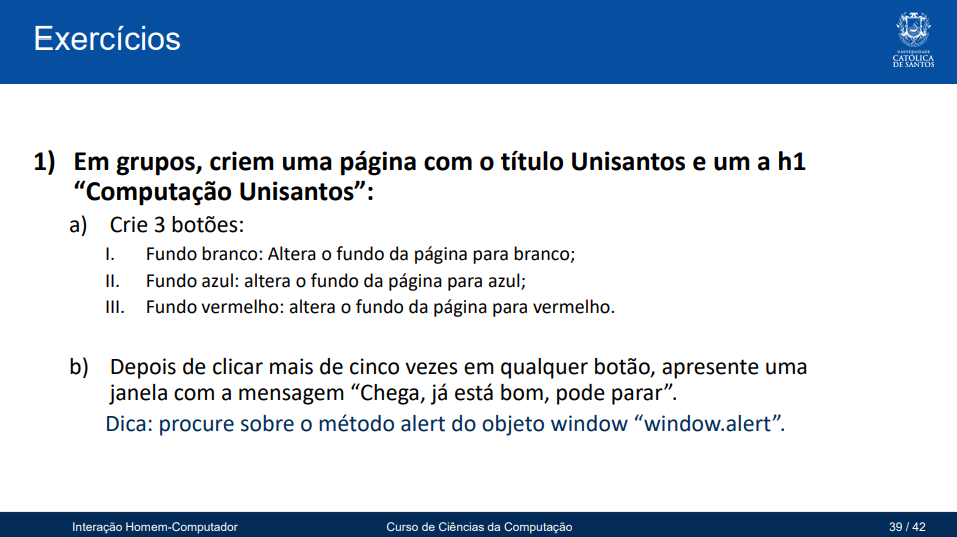 Exercícios
UNIVERSIDADE
CATÓLICA
DE SANTOS
1) Em grupos, criem uma página com o título Unisantos e um a h1
“Computação Unisantos”:
a) Crie 3 botões:
I. Fundo branco: Altera o fundo da página para branco;
II. Fundo azul: altera o fundo da página para azul;
III. Fundo vermelho: altera o fundo da página para vermelho.
b) Depois de clicar mais de cinco vezes em qualquer botão, apresente uma
janela com a mensagem “Chega, já está bom, pode parar”.
Dica: procure sobre o método alert do objeto window “window.alert”.
Interação Homem-Computador
Curso de Ciências da Computação
39 / 42